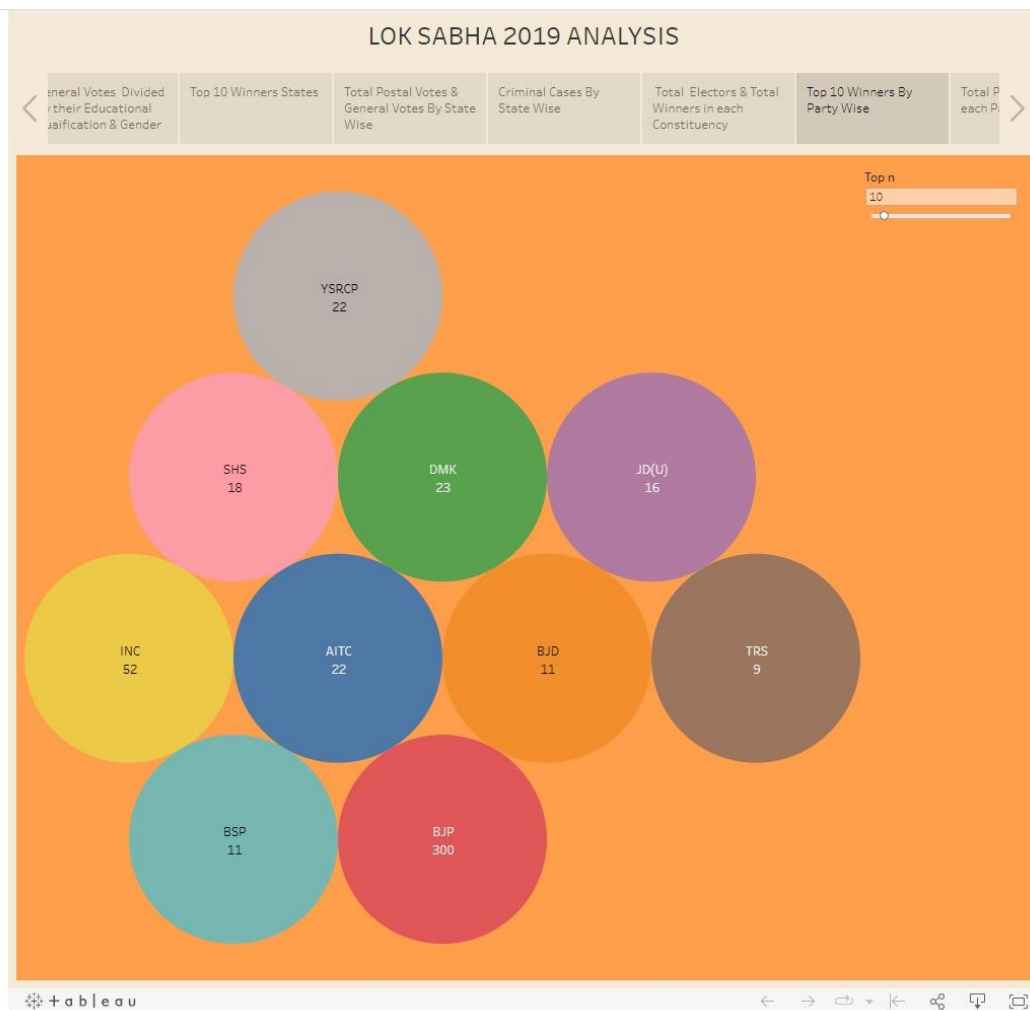 LOK SABHA 2019 ANALYSIS
eneral Votes Divided
their Educational
& Gender
Top 10 Winners States
Total Postal Votes &
General Votes By State
Wise
Criminal Cases By
State Wise
Total Electors & Total
Winners in each
Constituency
Top 10 Winners By
Party Wise
Total P
each P
Top n
10
YSRCP
22
SHS
18
DMK
23
JD(U)
16
INC
52
AITC
22
BJD
11
TRS
9
BSP
11
BJP
300
+ableau